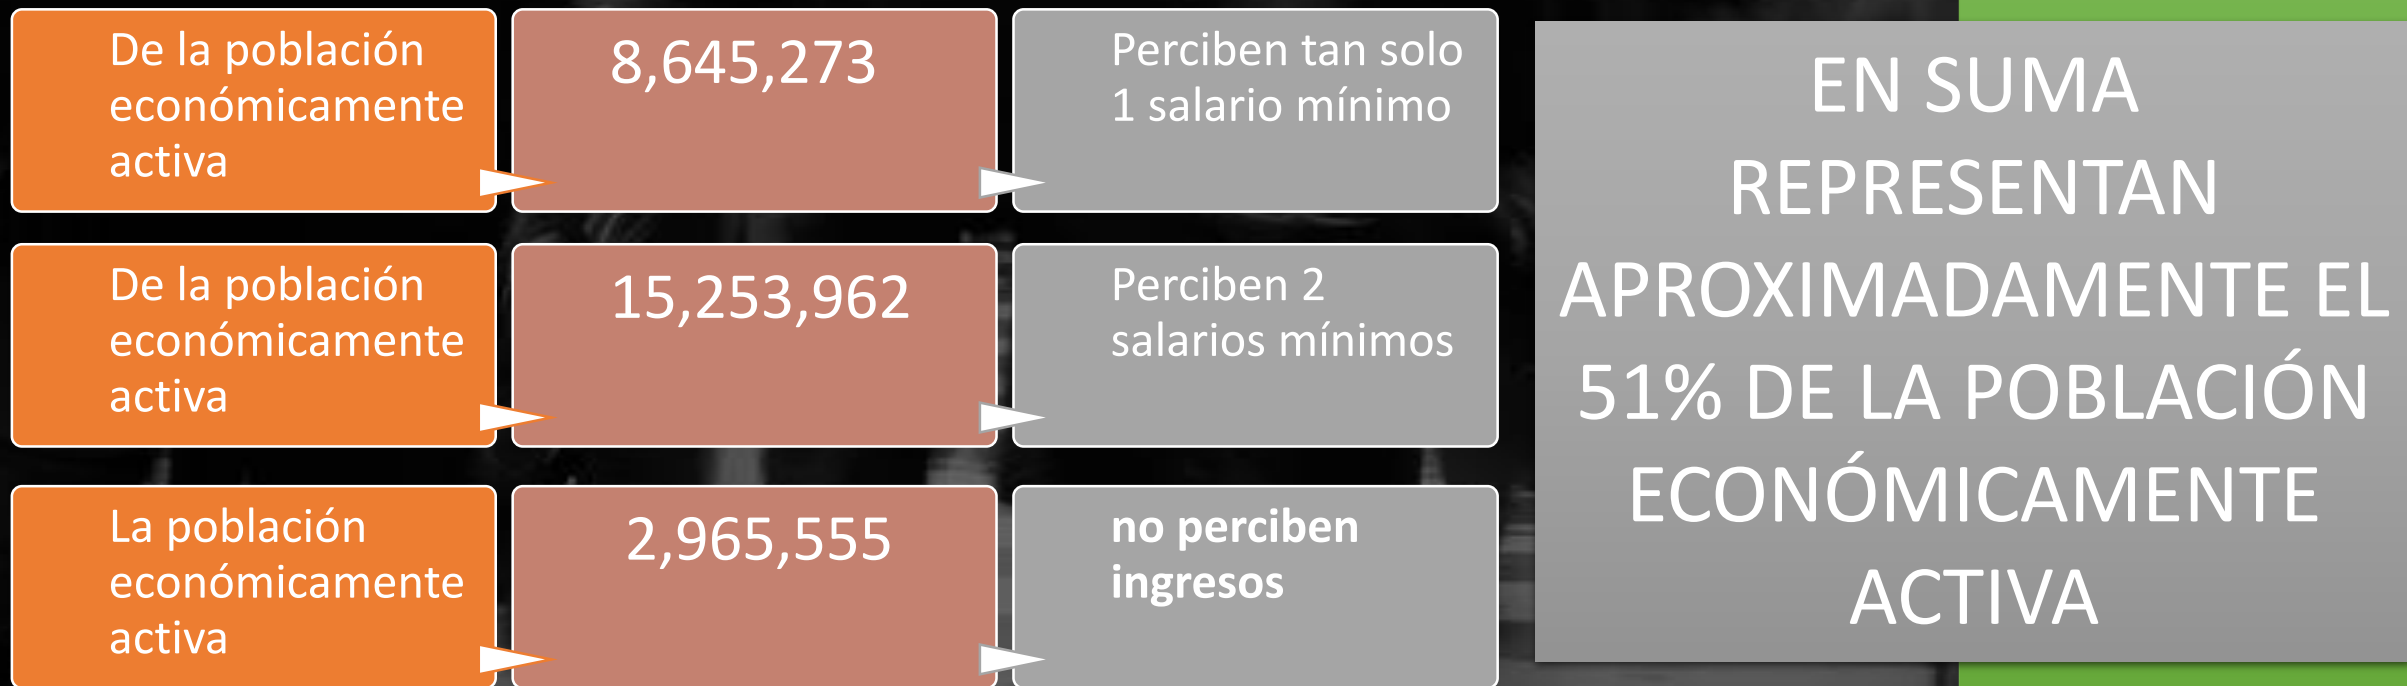 De la población
económicamente
activa
8,645,273
Perciben tan solo
1 salario mínimo
De la población
económicamente
activa
15,253,962
Perciben 2
salarios mínimos
La población
económicamente
activa
2,965,555
no perciben
ingresos
EN SUMA
REPRESENTAN
APROXIMADAMENTE EL
51% DE LA POBLACIÓN
ECONÓMICAMENTE
ACTIVA